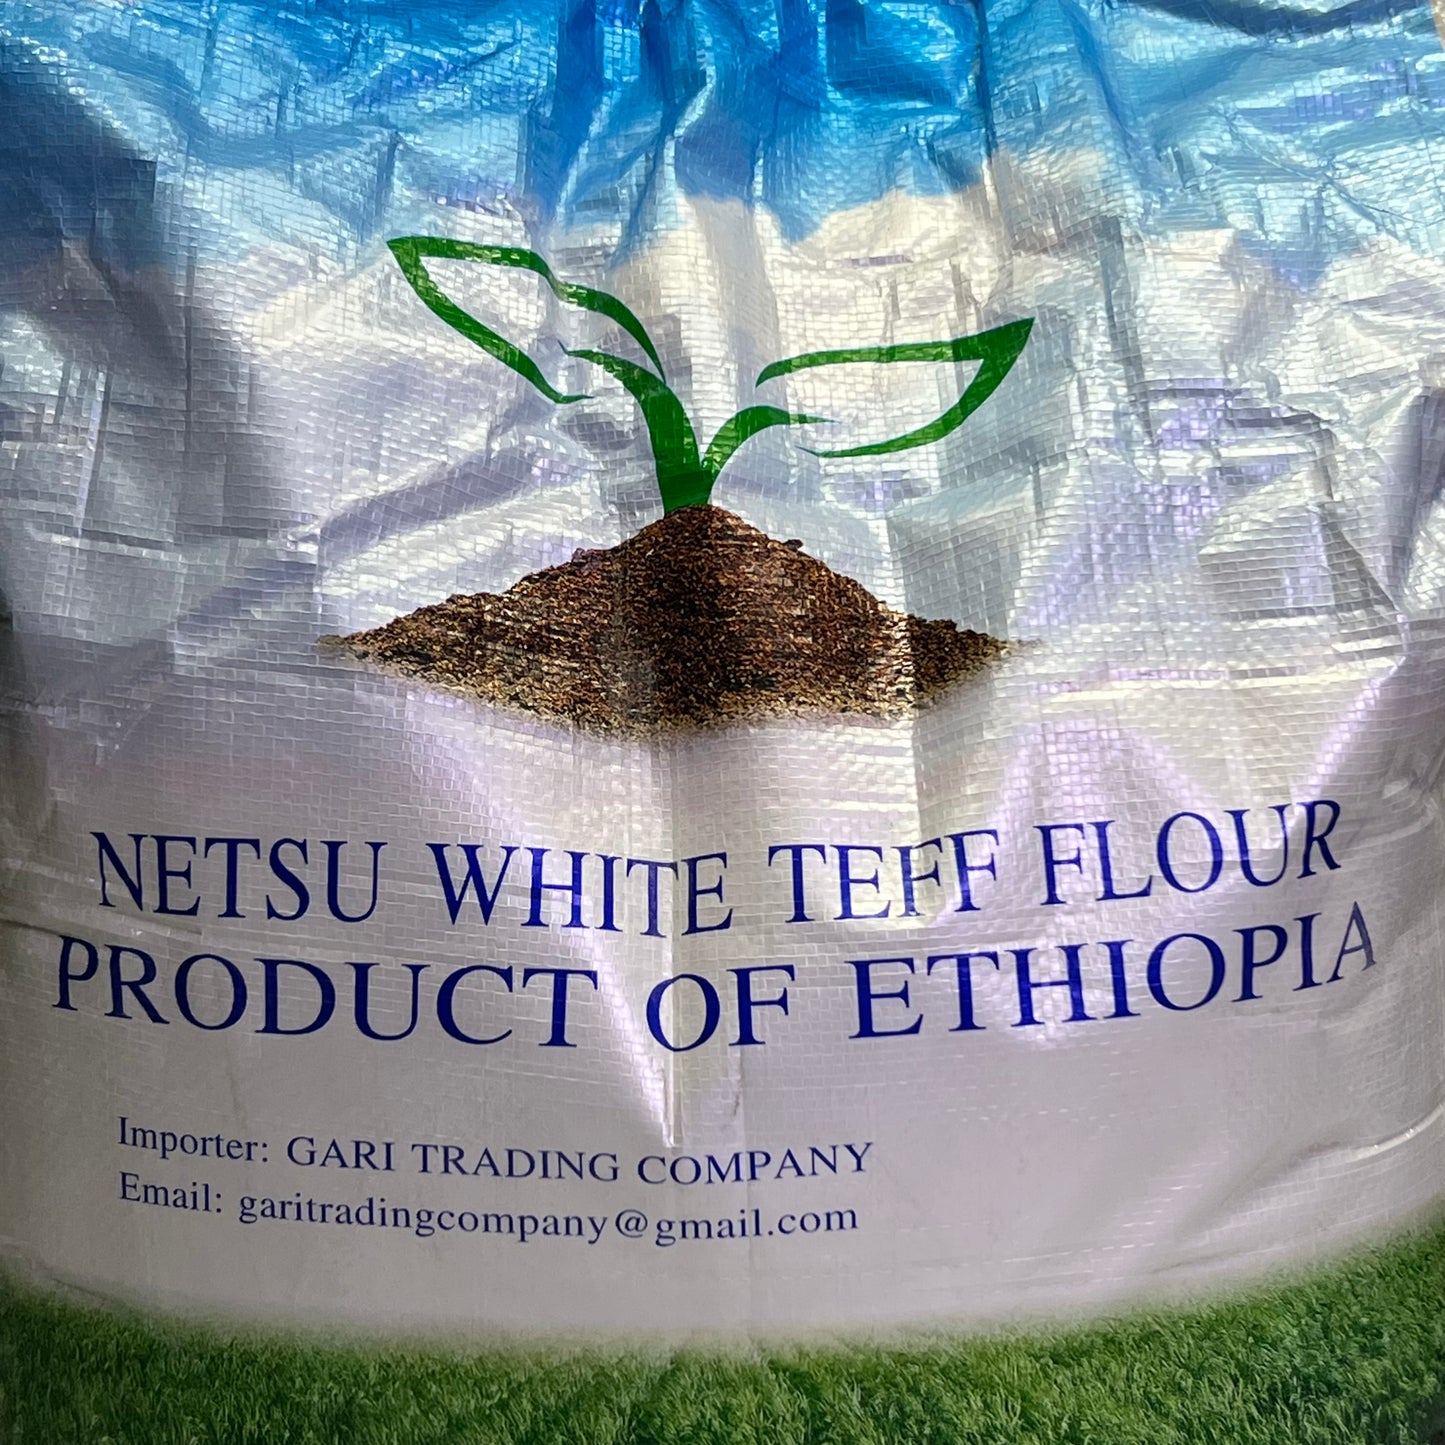 NETSU WHITE TEFF FLOUR
PRODUCT OF ETHIOPIA
Importer: GARI TRADING COMPANY
Email: garitradingcompany@gmail.com